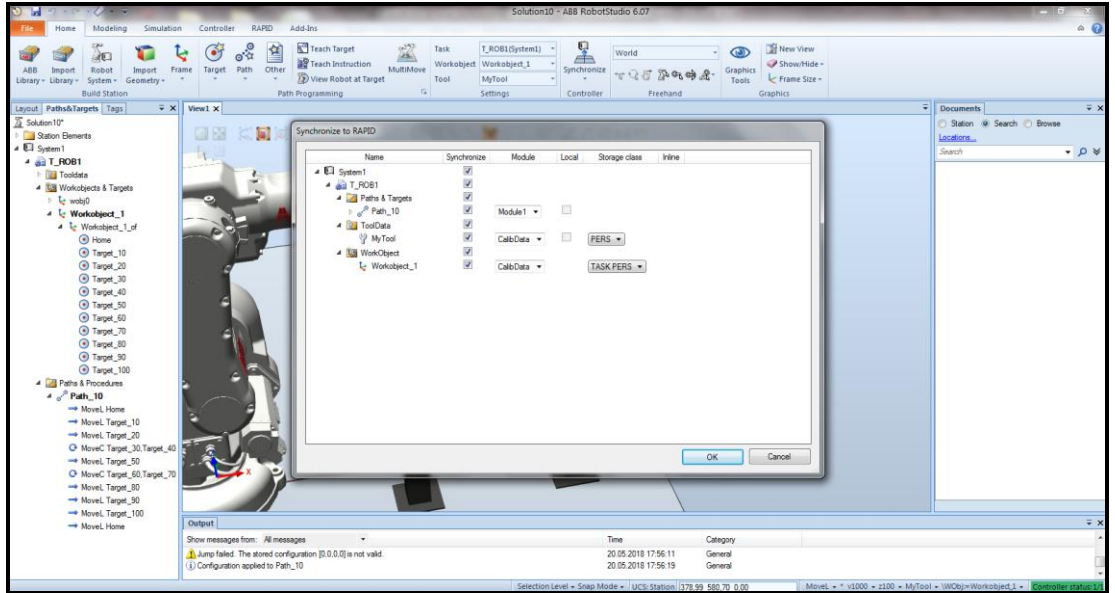 Solution10 - ABB RobotStudio 6.07
File Home Modeling Simulation Controller RAPID Add-Ins
ABB Library Import Library Robot System Import Geometry Frame
Build Station
Target Path Other Teach Target Teach Instruction View Robot at Target MultiMove
Path Programming
Task T_ROB1(System1)
Workobject Workobject_1
Tool MyTool
Settings
Synchronize
Controller
World
Freehand
Graphics Tools New View Show/Hide Frame Size
Graphics
Layout Paths&Targets Tags
Solution10*
Station Elements
System1
T_ROB1
Tooldata
Workobjects & Targets
wobj0
Workobject_1
Workobject_1_of
Home
Target_10
Target_20
Target_30
Target_40
Target_50
Target_60
Target_70
Target_80
Target_90
Target_100
Paths & Procedures
Path_10
MoveL Home
MoveL Target_10
MoveL Target_20
MoveC Target_30,Target_40
MoveL Target_50
MoveC Target_60,Target_70
MoveL Target_80
MoveL Target_90
MoveL Target_100
MoveL Home
View1
Synchronize to RAPID
Name Synchronize Module Local Storage class Inline
System1
T_ROB1
Paths & Targets
Path_10 Module1
ToolData
MyTool CalibData PERS
WorkObject
Workobject_1 CalibData TASK PERS
OK Cancel
X
Documents
Station Search Browse
Locations...
Search
Output
Show messages from: All messages Time Category
Jump failed. The stored configuration [0,0,0,0] is not valid. 20.05.2018 17:56:11 General
Configuration applied to Path_10 20.05.2018 17:56:19 General
Selection Level Snap Mode UCS: Station 378,99 580,70 0,00 MoveL * v1000 z100 MyTool \WObj:=Workobject_1 Controller status: 1/1